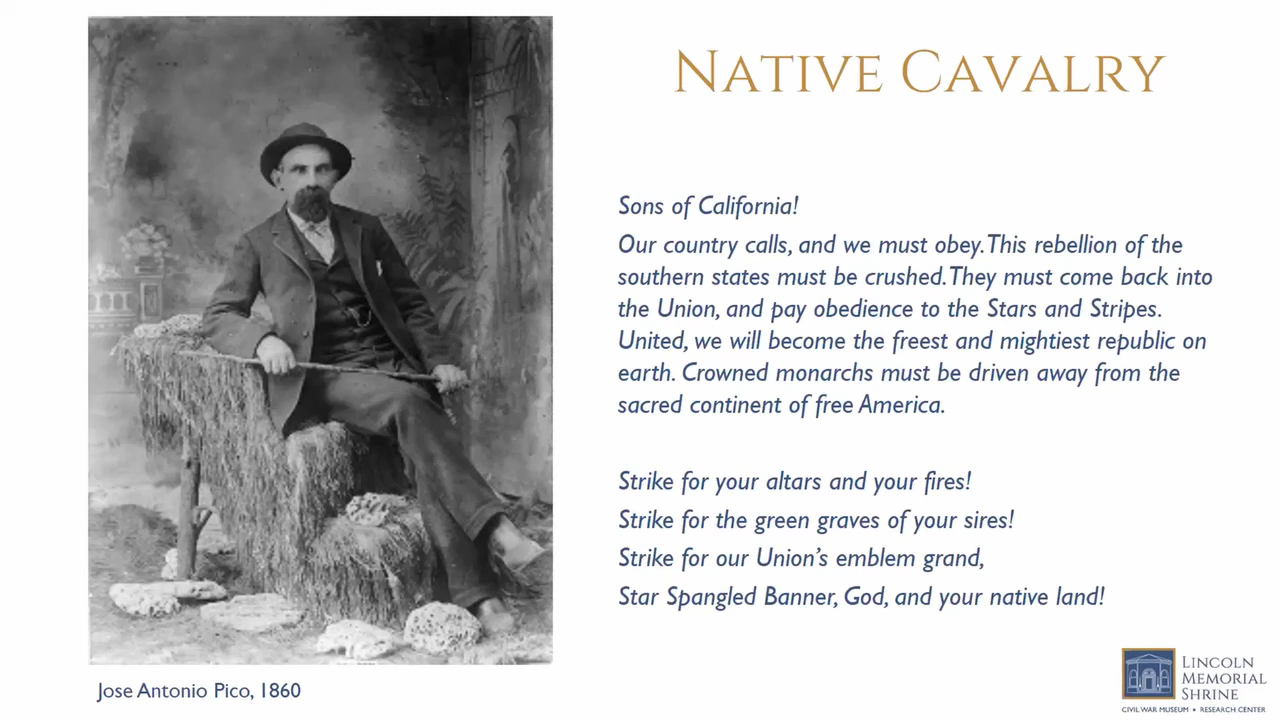 NATIVE CAVALRY
Sons of California!
Our country calls, and we must obey. This rebellion of the
southern states must be crushed. They must come back into
the Union, and pay obedience to the Stars and Stripes.
United, we will become the freest and mightiest republic on
earth. Crowned monarchs must be driven away from the
sacred continent of free America.
Strike for your altars and your fires!
Strike for the green graves of your sires!
Strike for our Union’s emblem grand,
Star Spangled Banner, God, and your native land!
Jose Antonio Pico, 1860
LINCOLN
MEMORIAL
SHRINE
CIVIL WAR MUSEUM • RESEARCH CENTER